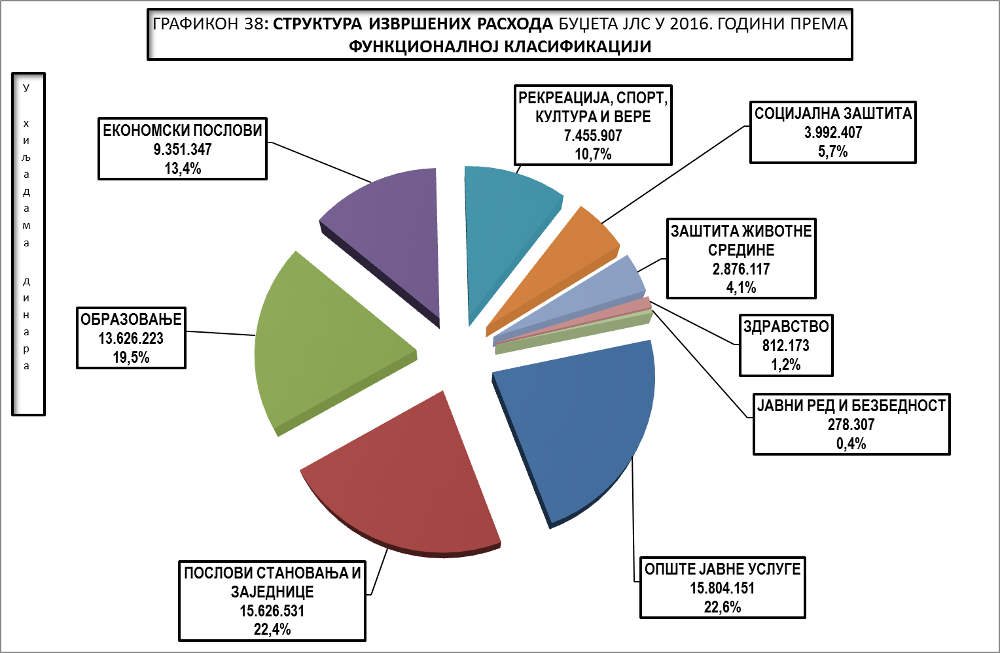 ГРАФИКОН 38: СТРУКТУРА ИЗВРШЕНИХ РАСХОДА БУЏЕТА ЈЛС У 2016. ГОДИНИ ПРЕМА
ФУНКЦИОНАЛНОЈ КЛАСИФИКАЦИЈИ
У хиљадама динара
ЕКОНОМСКИ ПОСЛОВИ
9.351.347
13,4%
РЕКРЕАЦИЈА, СПОРТ,
КУЛТУРА И ВЕРЕ
7.455.907
10,7%
СОЦИЈАЛНА ЗАШТИТА
3.992.407
5,7%
ЗАШТИТА ЖИВОТНЕ
СРЕДИНЕ
2.876.117
4,1%
ЗДРАВСТВО
812.173
1,2%
ЈАВНИ РЕД И БЕЗБЕДНОСТ
278.307
0,4%
ОБРАЗОВАЊЕ
13.626.223
19,5%
ПОСЛОВИ СТАНОВАЊА И
ЗАЈЕДНИЦЕ
15.626.531
22,4%
ОПШТЕ ЈАВНЕ УСЛУГЕ
15.804.151
22,6%